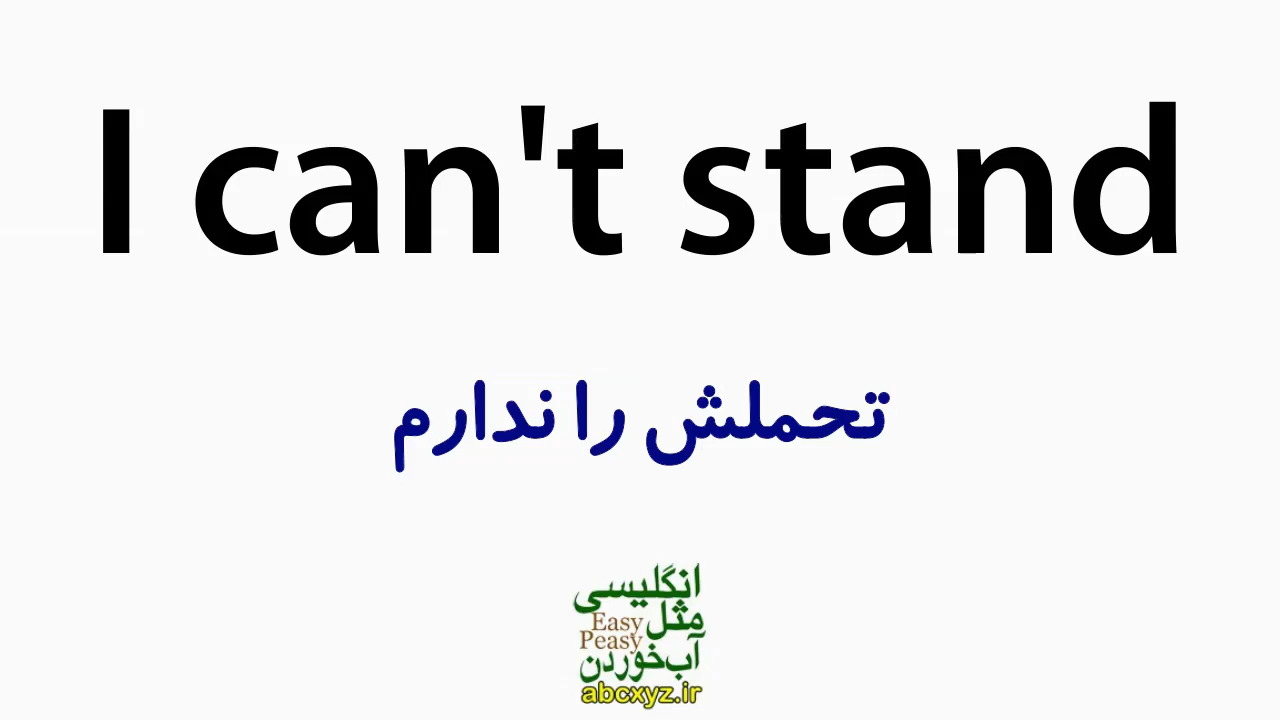 I can't stand
تحملش را ندارم
انگلیسی
مثل
Easy
Peasy
آب‌خوردن
abcxyz.ir